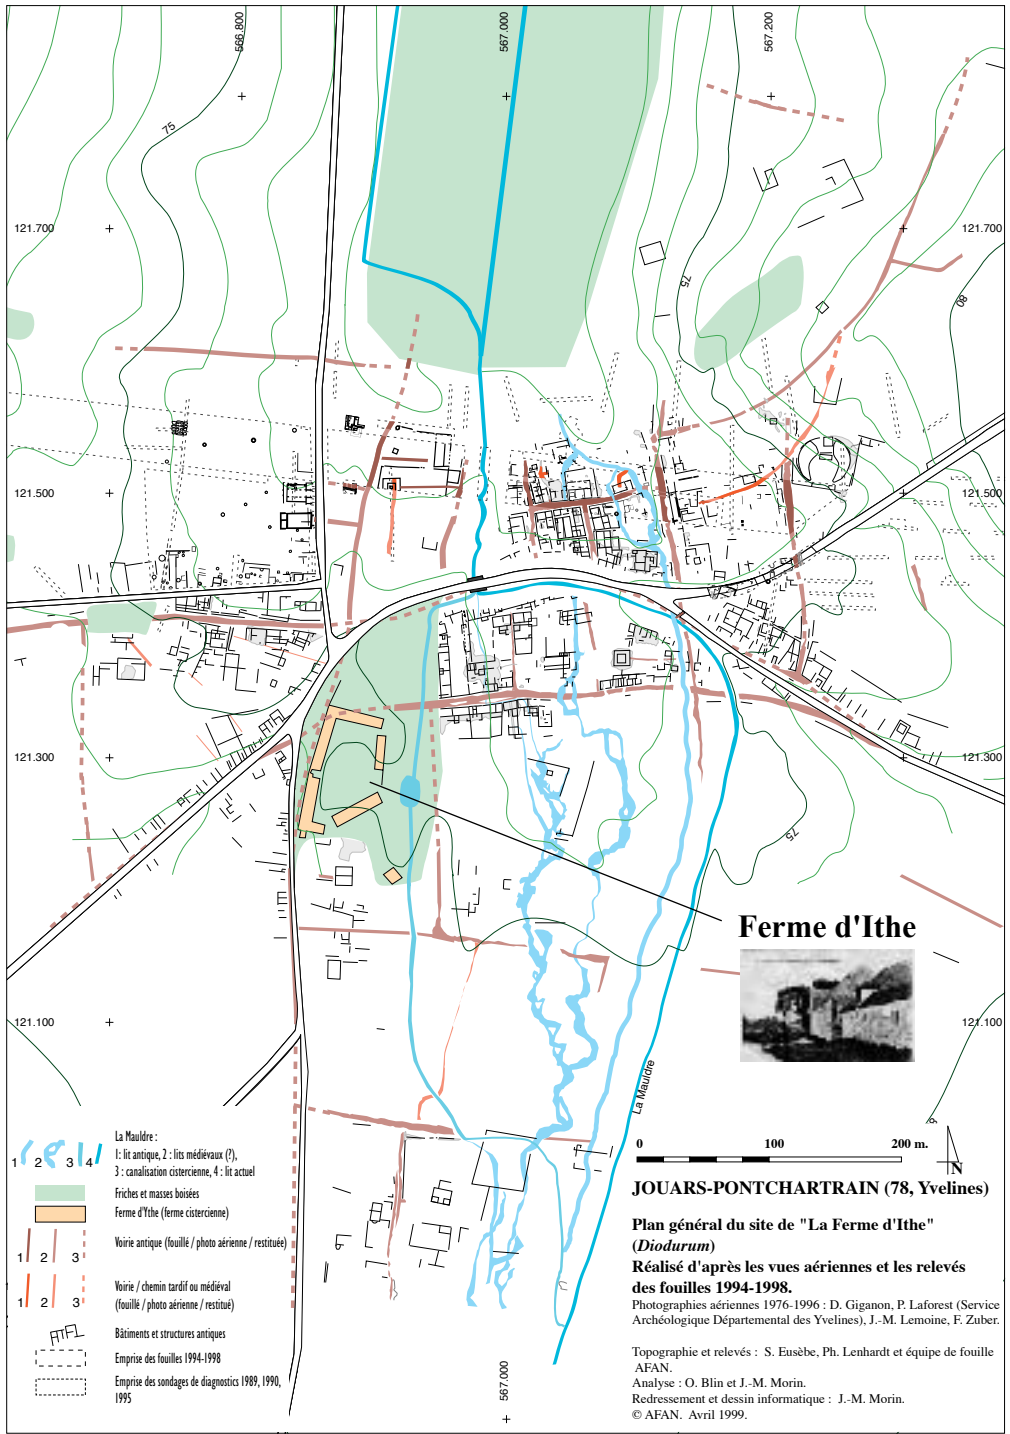 566.800
567.000
567.200
75
121.700
121.700
75
80
121.500
121.500
121.300
121.300
75
Ferme d'Ithe
121.100
121.100
La Mauldre
La Mauldre :
1: lit antique, 2 : lits médiévaux (?),
3 : canalisation cistercienne, 4 : lit actuel
1 2 3 4
Friches et masses boisées
Ferme d'Ythe (ferme cistercienne)
Voirie antique (fouillé / photo aérienne / restituée)
1 2 3
Voirie / chemin tardif ou médiéval
(fouillé / photo aérienne / restitué)
1 2 3
Bâtiments et structures antiques
Emprise des fouilles 1994-1998
Emprise des sondages de diagnostics 1989, 1990,
1995
567.000
0 100 200 m.
N
JOUARS-PONTCHARTRAIN (78, Yvelines)
Plan général du site de "La Ferme d'Ithe"
(Diodurum)
Réalisé d'après les vues aériennes et les relevés
des fouilles 1994-1998.
Photographies aériennes 1976-1996 : D. Giganon, P. Laforest (Service
Archéologique Départemental des Yvelines), J.-M. Lemoine, F. Zuber.
Topographie et relevés : S. Eusèbe, Ph. Lenhardt et équipe de fouille
AFAN.
Analyse : O. Blin et J.-M. Morin.
Redressement et dessin informatique : J.-M. Morin.
© AFAN. Avril 1999.